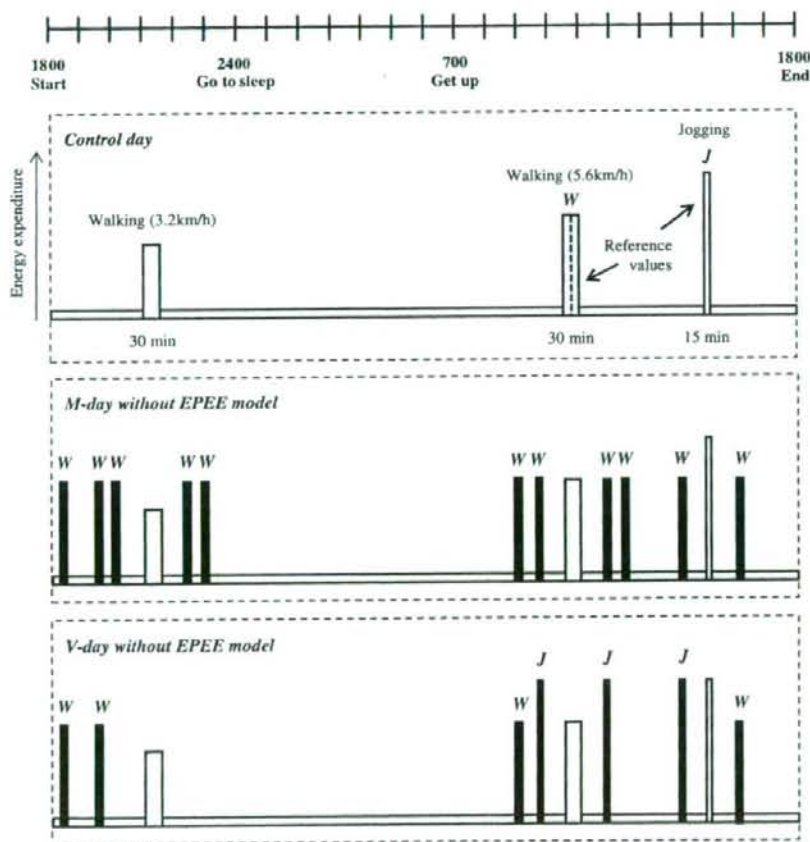 1800 2400 700 1800
Start Go to sleep Get up End
Control day
Jogging
J
Walking (5.6km/h)
W
Walking (3.2km/h)
Reference
values
Energy expenditure
30 min 30 min 15 min
M-day without EPEE model
W W W W W W W W W W W
V-day without EPEE model
J J J
W W W W